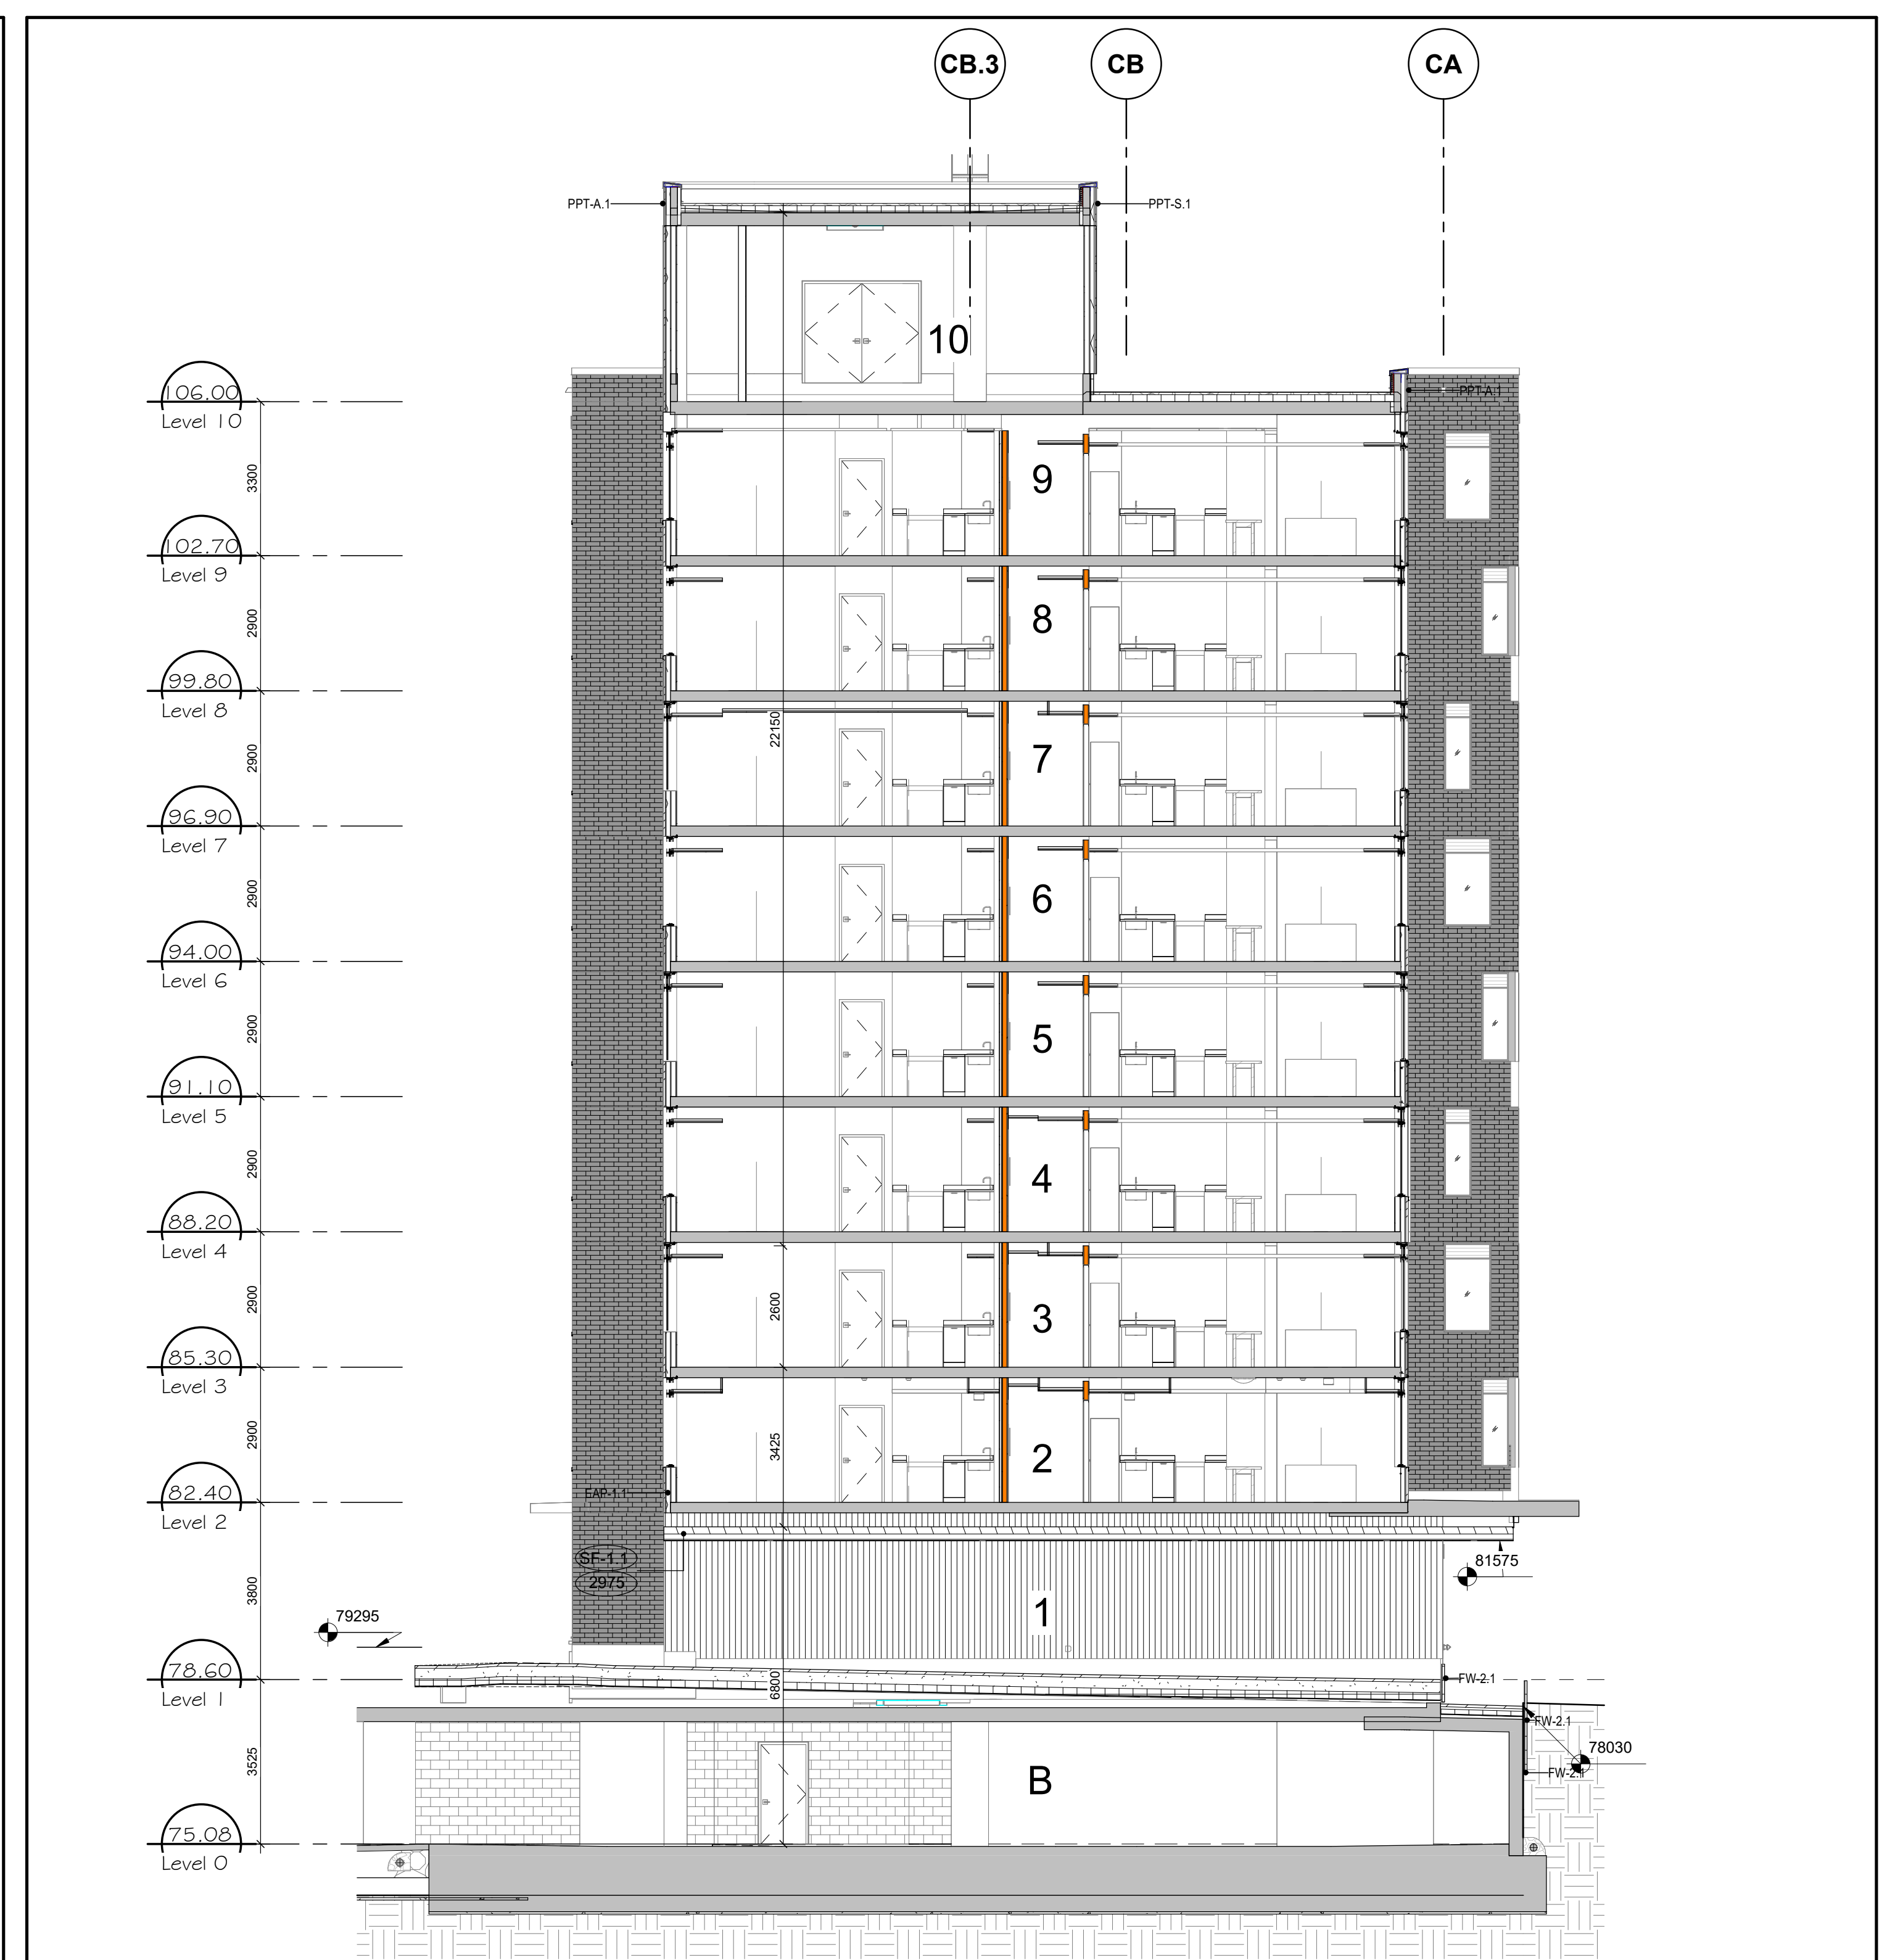 CB.3
CB
CA
PPT-A.1
PPT-S.1
10
106.00
Level 10
PPT-A.1
3300
9
102.70
Level 9
2900
8
99.80
Level 8
22150
2900
7
96.90
Level 7
2900
6
94.00
Level 6
2900
5
91.10
Level 5
2900
4
88.20
Level 4
2900
2600
3
85.30
Level 3
2900
3425
2
EAP-1.1
82.40
Level 2
SF-1.1
2975
81575
3800
1
79295
78.60
Level 1
6800
FW-2.1
FW-2.1
78030
FW-2.1
3525
B
75.08
Level 0